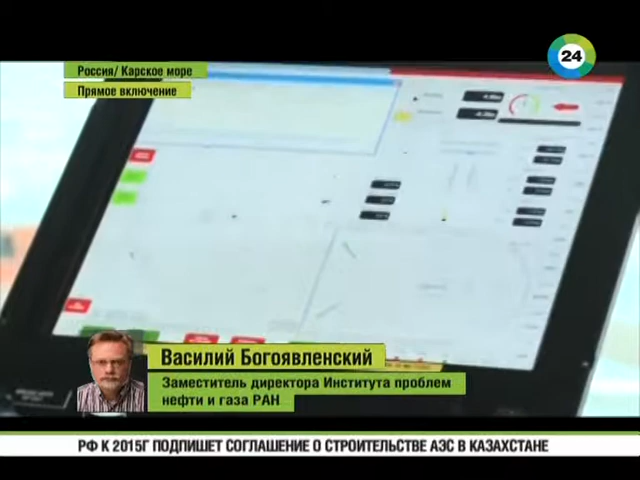 Россия/ Карское море
Прямое включение
24
Василий Богоявленский
Заместитель директора Института проблем
нефти и газа РАН
РФ К 2015Г ПОДПИШЕТ СОГЛАШЕНИЕ О СТРОИТЕЛЬСТВЕ АЭС В КАЗАХСТАНЕ